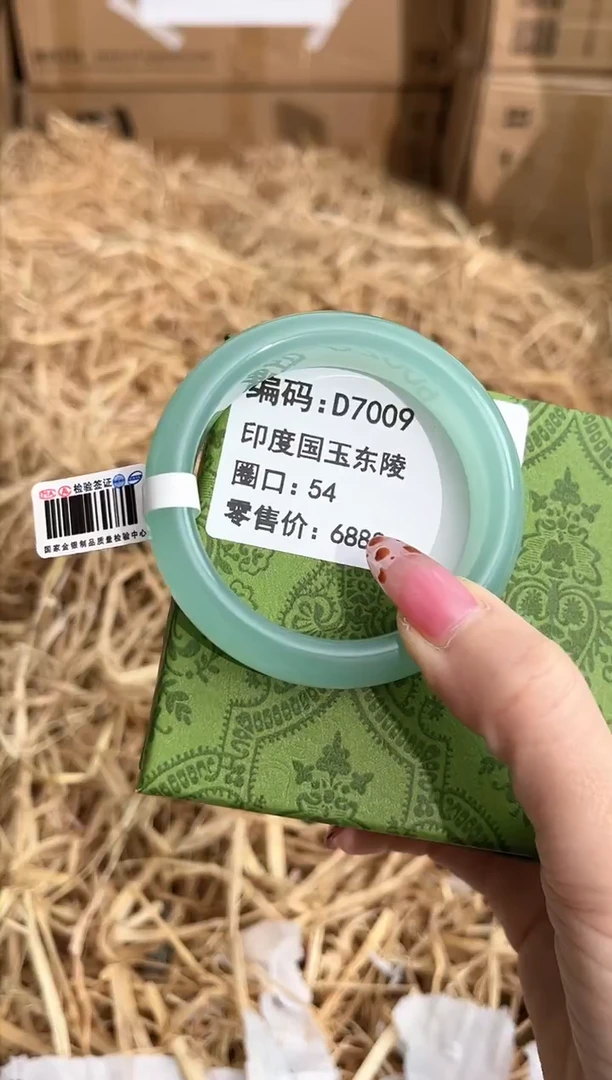 编码:D7009
印度国玉东陵
圈口:54
零售价:688
检验签证
国家金银制品质量检验中心